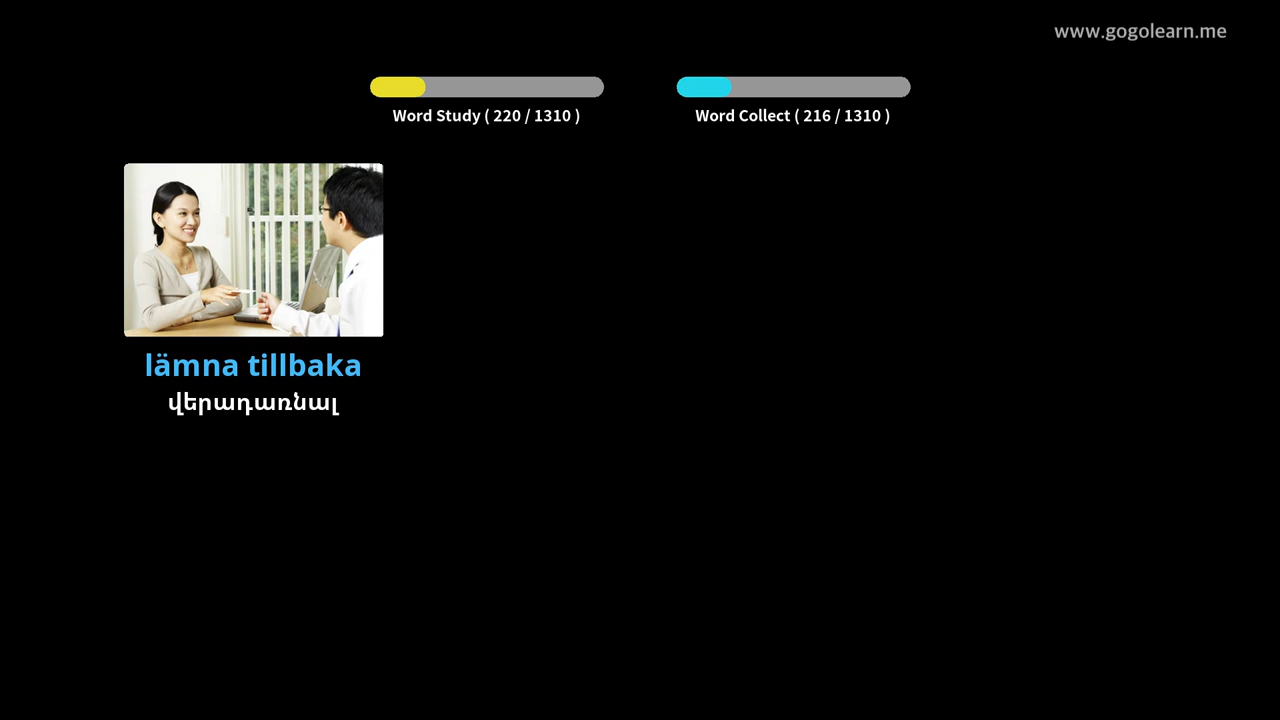 www.gogolearn.me
Word Study ( 220 / 1310 )
Word Collect ( 216 / 1310 )
lämna tillbaka
վերադառնալ